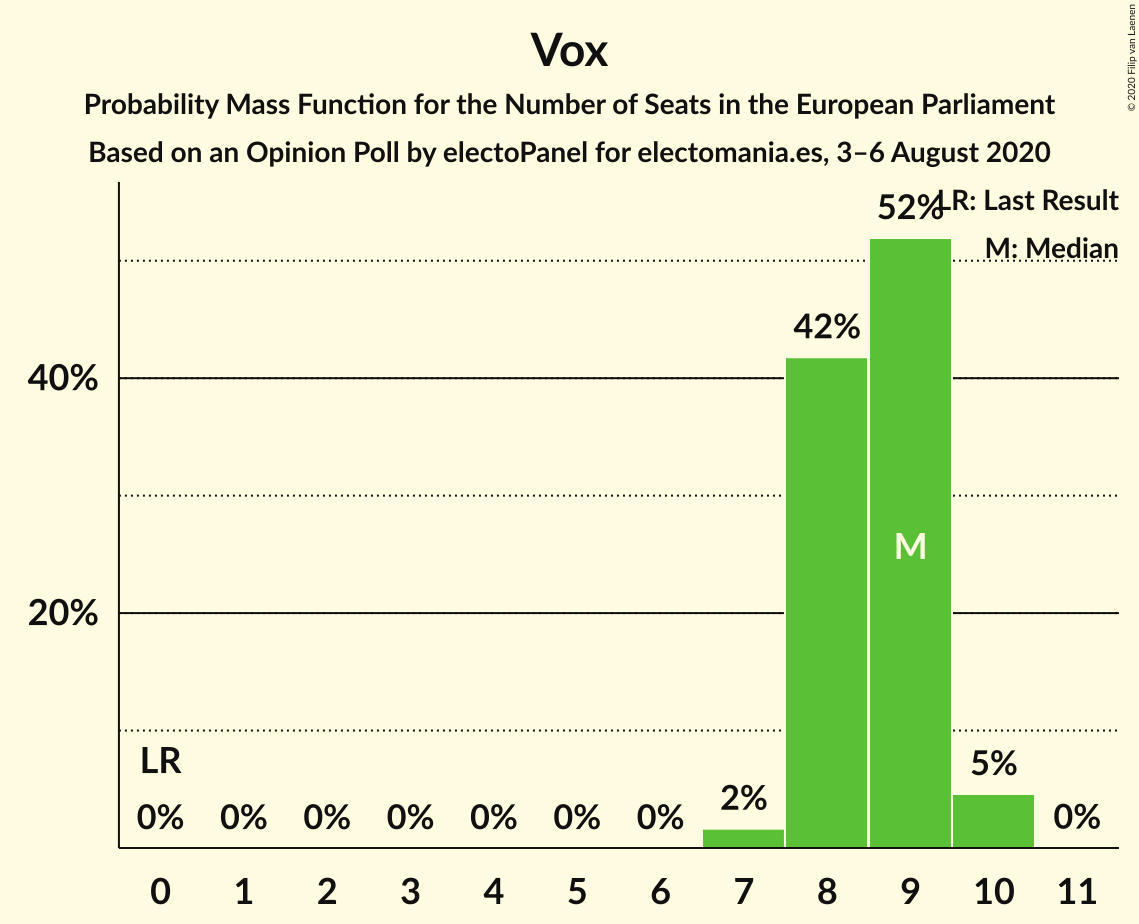 Vox
Probability Mass Function for the Number of Seats in the European Parliament
Based on an Opinion Poll by electoPanel for electomania.es, 3–6 August 2020
© 2020 Filip van Laenen
LR: Last Result
M: Median
40%
20%
LR
0% 0% 0% 0% 0% 0% 0% 2% 42% 52% 5% 0%
M
0 1 2 3 4 5 6 7 8 9 10 11